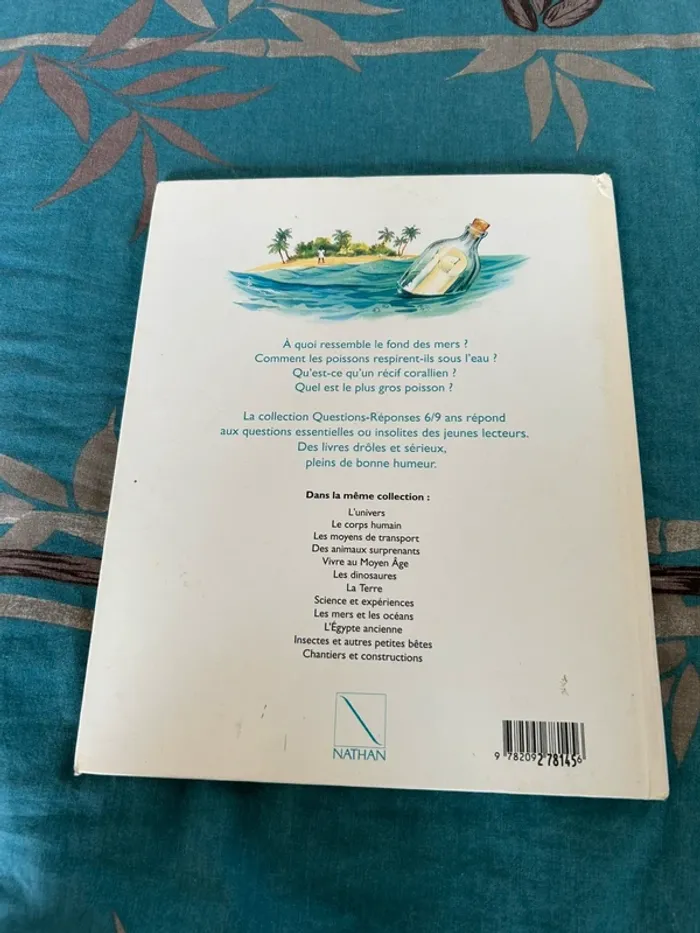 À quoi ressemble le fond des mers ?
Comment les poissons respirent-ils sous l'eau ?
Qu'est-ce qu'un récif corallien ?
Quel est le plus gros poisson ?
La collection Questions-Réponses 6/9 ans répond
aux questions essentielles ou insolites des jeunes lecteurs.
Des livres drôles et sérieux,
pleins de bonne humeur.
Dans la même collection :
L'univers
Le corps humain
Les moyens de transport
Des animaux surprenants
Vivre au Moyen Âge
Les dinosaures
La Terre
Science et expériences
Les mers et les océans
L'Égypte ancienne
Insectes et autres petites bêtes
Chantiers et constructions
NATHAN
9 782092 781456